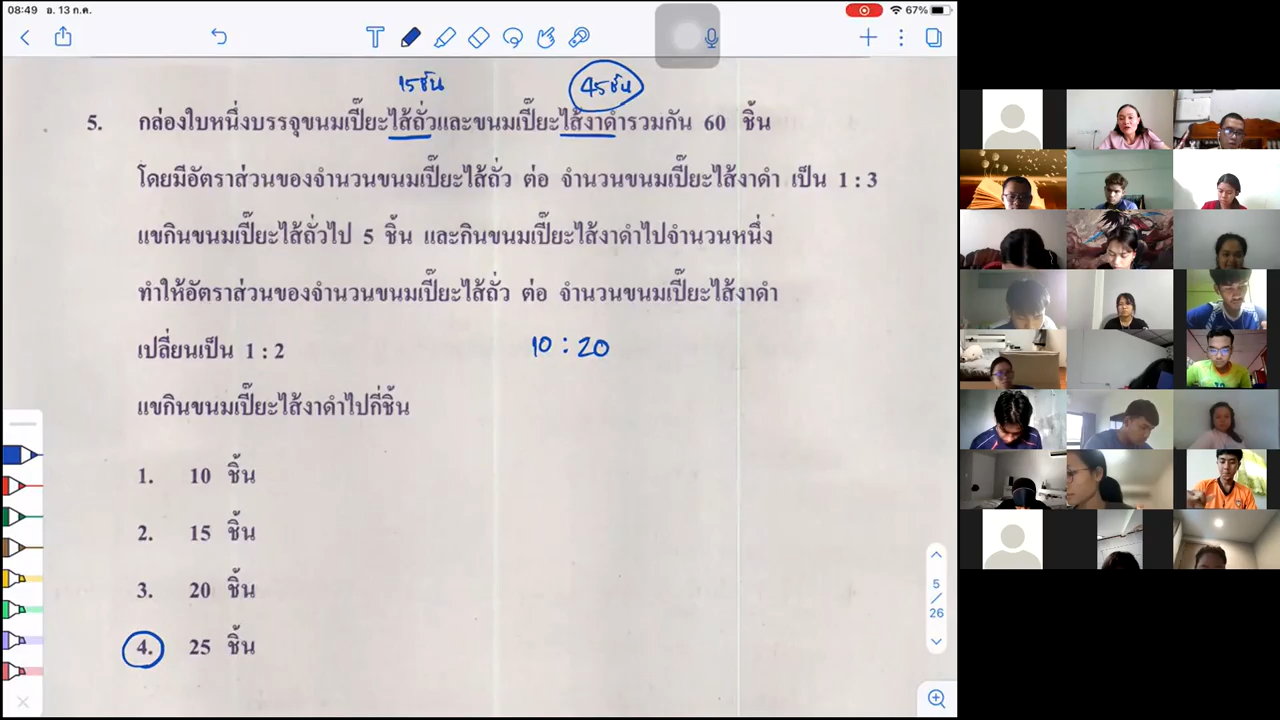 08:49 อ. 13 ก.ค.
67%
15ชิ้น
45ชิ้น
5. กล่องใบหนึ่งบรรจุขนมเปี๊ยะไส้ถั่วและขนมเปี๊ยะไส้งาดำรวมกัน 60 ชิ้น
โดยมีอัตราส่วนของจำนวนขนมเปี๊ยะไส้ถั่ว ต่อ จำนวนขนมเปี๊ยะไส้งาดำ เป็น 1 : 3
แขกินขนมเปี๊ยะไส้ถั่วไป 5 ชิ้น และกินขนมเปี๊ยะไส้งาดำไปจำนวนหนึ่ง
ทำให้อัตราส่วนของจำนวนขนมเปี๊ยะไส้ถั่ว ต่อ จำนวนขนมเปี๊ยะไส้งาดำ
เปลี่ยนเป็น 1 : 2
10 : 20
แขกินขนมเปี๊ยะไส้งาดำไปกี่ชิ้น
1. 10 ชิ้น
2. 15 ชิ้น
3. 20 ชิ้น
4. 25 ชิ้น
5
/
26